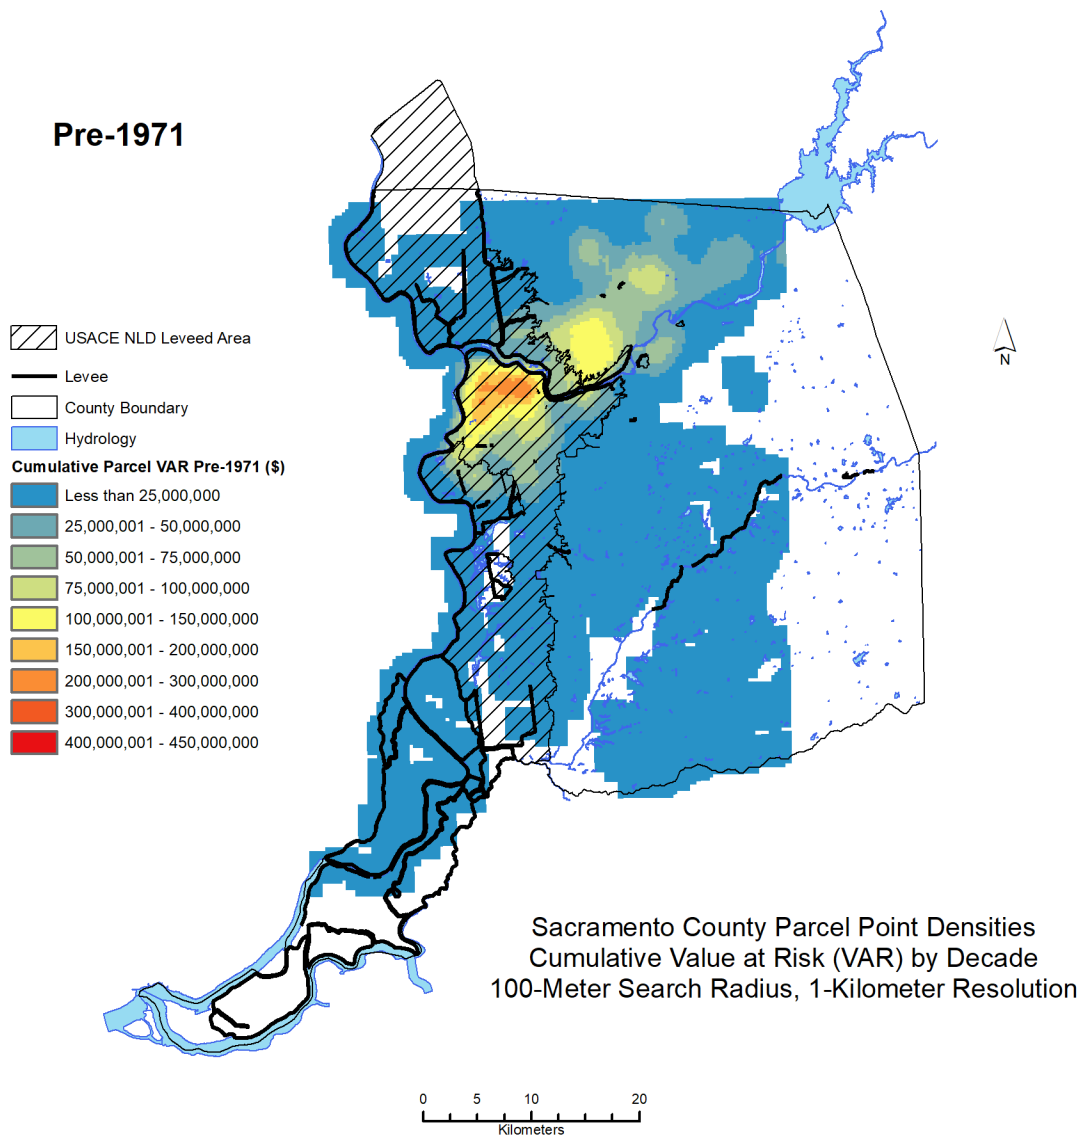 Pre-1971
N
USACE NLD Leveed Area
Levee
County Boundary
Hydrology
Cumulative Parcel VAR Pre-1971 ($)
Less than 25,000,000
25,000,001 - 50,000,000
50,000,001 - 75,000,000
75,000,001 - 100,000,000
100,000,001 - 150,000,000
150,000,001 - 200,000,000
200,000,001 - 300,000,000
300,000,001 - 400,000,000
400,000,001 - 450,000,000
Sacramento County Parcel Point Densities
Cumulative Value at Risk (VAR) by Decade
100-Meter Search Radius, 1-Kilometer Resolution
0 5 10 20
Kilometers